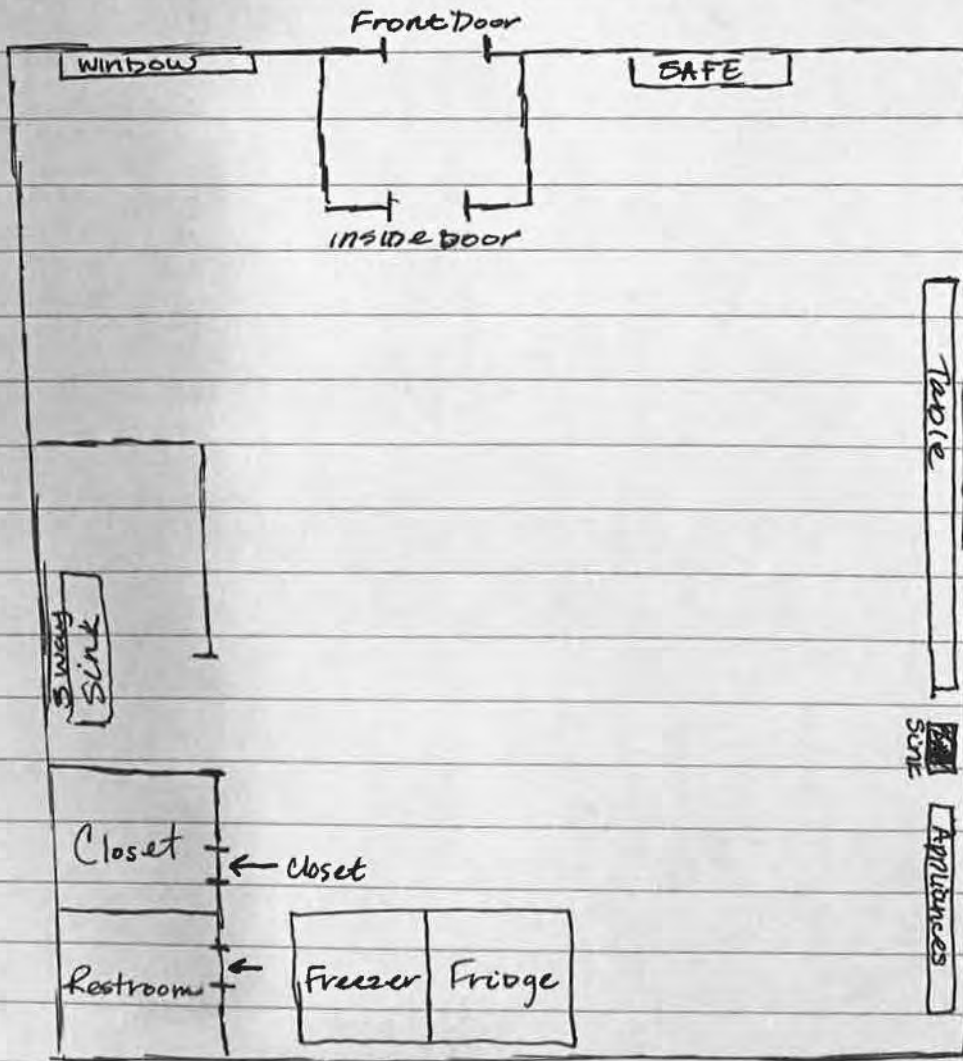 Front Door
WINDOW
SAFE
inside Door
Table
3 way
Sink
Sink
Closet
← Closet
Appliances
Restroom
←
Freezer
Fridge